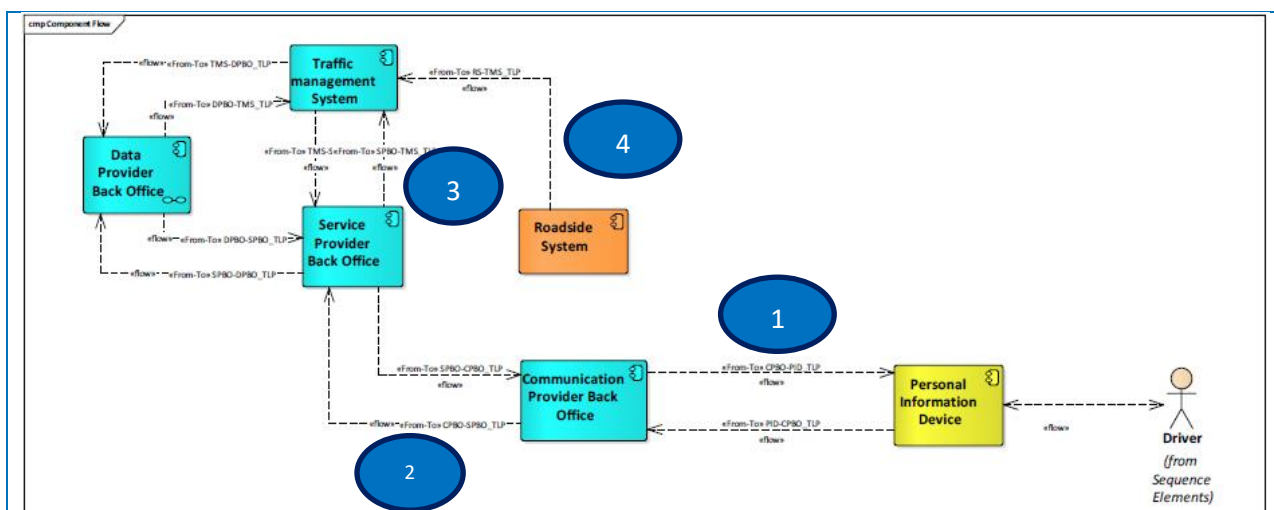 cmp Component Flow
Traffic
management
System
«flow» «From-To» TMS-DPBO_TLP
«From-To» DPBO-TMS_TLP
«flow»
«From-To» RS-TMS_TLP
«flow»
4
Data
Provider
Back Office
«From-To» TMS-S«From-To» SPBO-TMS_TLP
«flow»
«flow»
3
Service
Provider
Back Office
Roadside
System
«flow» «From-To» DPBO-SPBO_TLP
«flow» «From-To» SPBO-DPBO_TLP
1
«From-To» SPBO-CPBO_TLP
«flow»
Communication
Provider Back
Office
«From-To» CPBO-PID_TLP
«flow»
Personal
Information
Device
«flow» «From-To» CPBO-SPBO_TLP
«From-To» PID-CPBO_TLP
«flow»
«flow»
Driver
(from
Sequence
Elements)
2